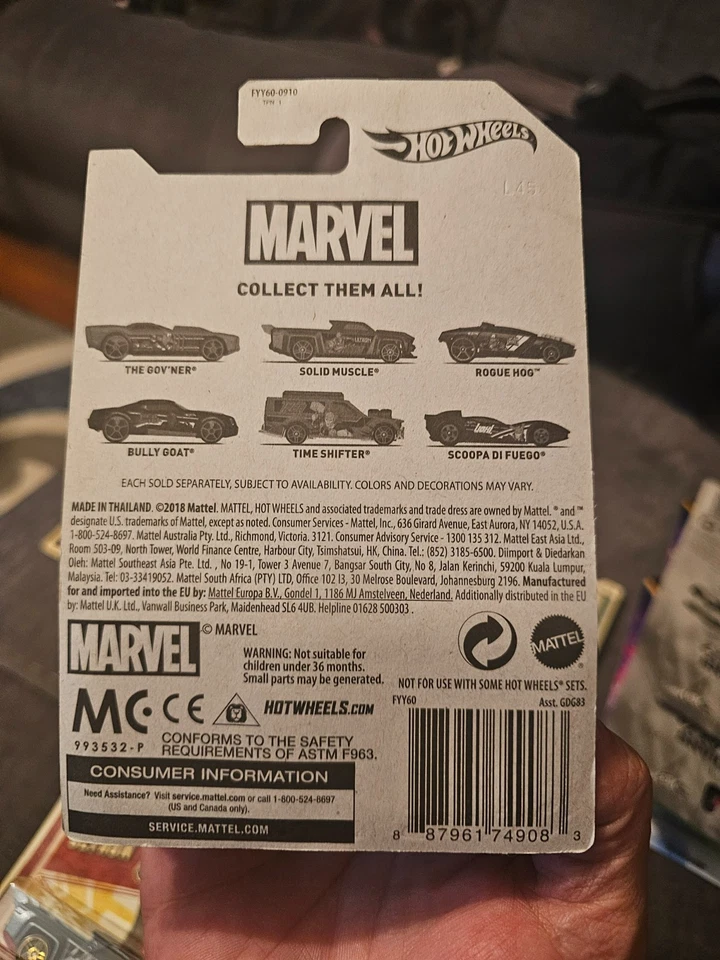 FYY60-0910
1PN 1
HOT WHEELS
L45
MARVEL
COLLECT THEM ALL!
THE GOV'NER® SOLID MUSCLE® ROGUE HOG™
BULLY GOAT® TIME SHIFTER® SCOOPA DI FUEGO®
EACH SOLD SEPARATELY, SUBJECT TO AVAILABILITY. COLORS AND DECORATIONS MAY VARY.
MADE IN THAILAND. ©2018 Mattel. MATTEL, HOT WHEELS and associated trademarks and trade dress are owned by Mattel. ® and ™
designate U.S. trademarks of Mattel, except as noted. Consumer Services - Mattel, Inc., 636 Girard Avenue, East Aurora, NY 14052, U.S.A.
1-800-524-8697. Mattel Australia Pty. Ltd., Richmond, Victoria. 3121. Consumer Advisory Service - 1300 135 312. Mattel East Asia Ltd.,
Room 503-09, North Tower, World Finance Centre, Harbour City, Tsimshatsui, HK, China. Tel.: (852) 3185-6500. Diimport & Diedarkan
Oleh: Mattel Southeast Asia Pte. Ltd. , No 19-1, Tower 3 Avenue 7, Bangsar South City, No 8, Jalan Kerinchi, 59200 Kuala Lumpur,
Malaysia. Tel: 03-33419052. Mattel South Africa (PTY) LTD, Office 102 I3, 30 Melrose Boulevard, Johannesburg 2196. Manufactured
for and imported into the EU by: Mattel Europa B.V., Gondel 1, 1186 MJ Amstelveen, Nederland. Additionally distributed in the EU
by: Mattel U.K. Ltd., Vanwall Business Park, Maidenhead SL6 4UB. Helpline 01628 500303 .
MARVEL © MARVEL
WARNING: Not suitable for
children under 36 months.
Small parts may be generated.
MATTEL
NOT FOR USE WITH SOME HOT WHEELS® SETS.
MC CE HOTWHEELS.COM
993532-P
CONFORMS TO THE SAFETY
REQUIREMENTS OF ASTM F963.
CONSUMER INFORMATION
Need Assistance? Visit service.mattel.com or call 1-800-524-8697
(US and Canada only).
SERVICE.MATTEL.COM
FYY60 Asst. GDG83
8 87961 74908 3